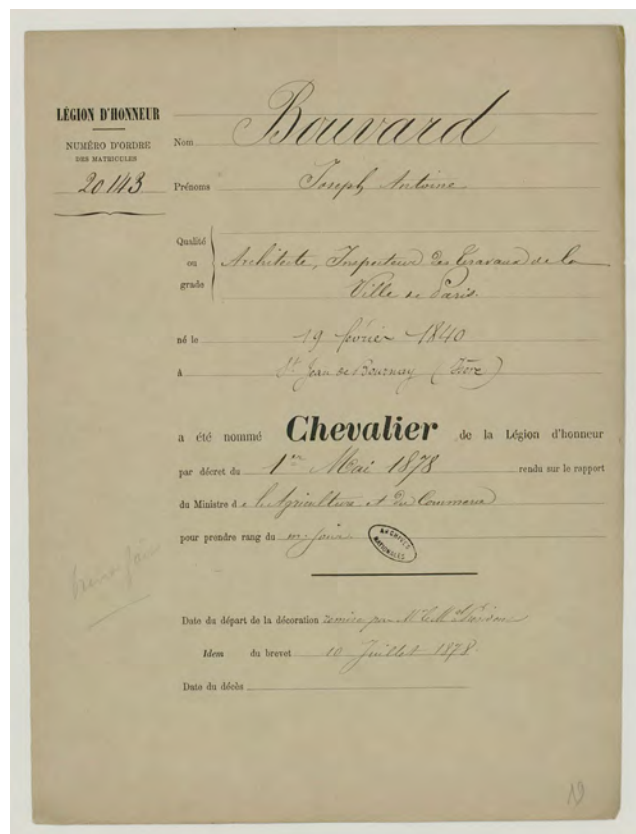 LÉGION D'HONNEUR
NUMÉRO D'ORDRE
DES MATRICULES
20143
Nom Bouvard
Prénoms Joseph Antoine
Qualité ou grade
Architecte, Inspecteur des Travaux de la
Ville de Paris.
né le 19 février 1840
à St Jean de Bournay (Isère)
a été nommé Chevalier de la Légion d'honneur
par décret du 1er Mai 1878 rendu sur le rapport
du Ministre de l'Agriculture et du Commerce
pour prendre rang du m. jour
ARCHIVES
NATIONALES
Date du départ de la décoration remise par
Idem du brevet 10 Juillet 1878
Date du décès